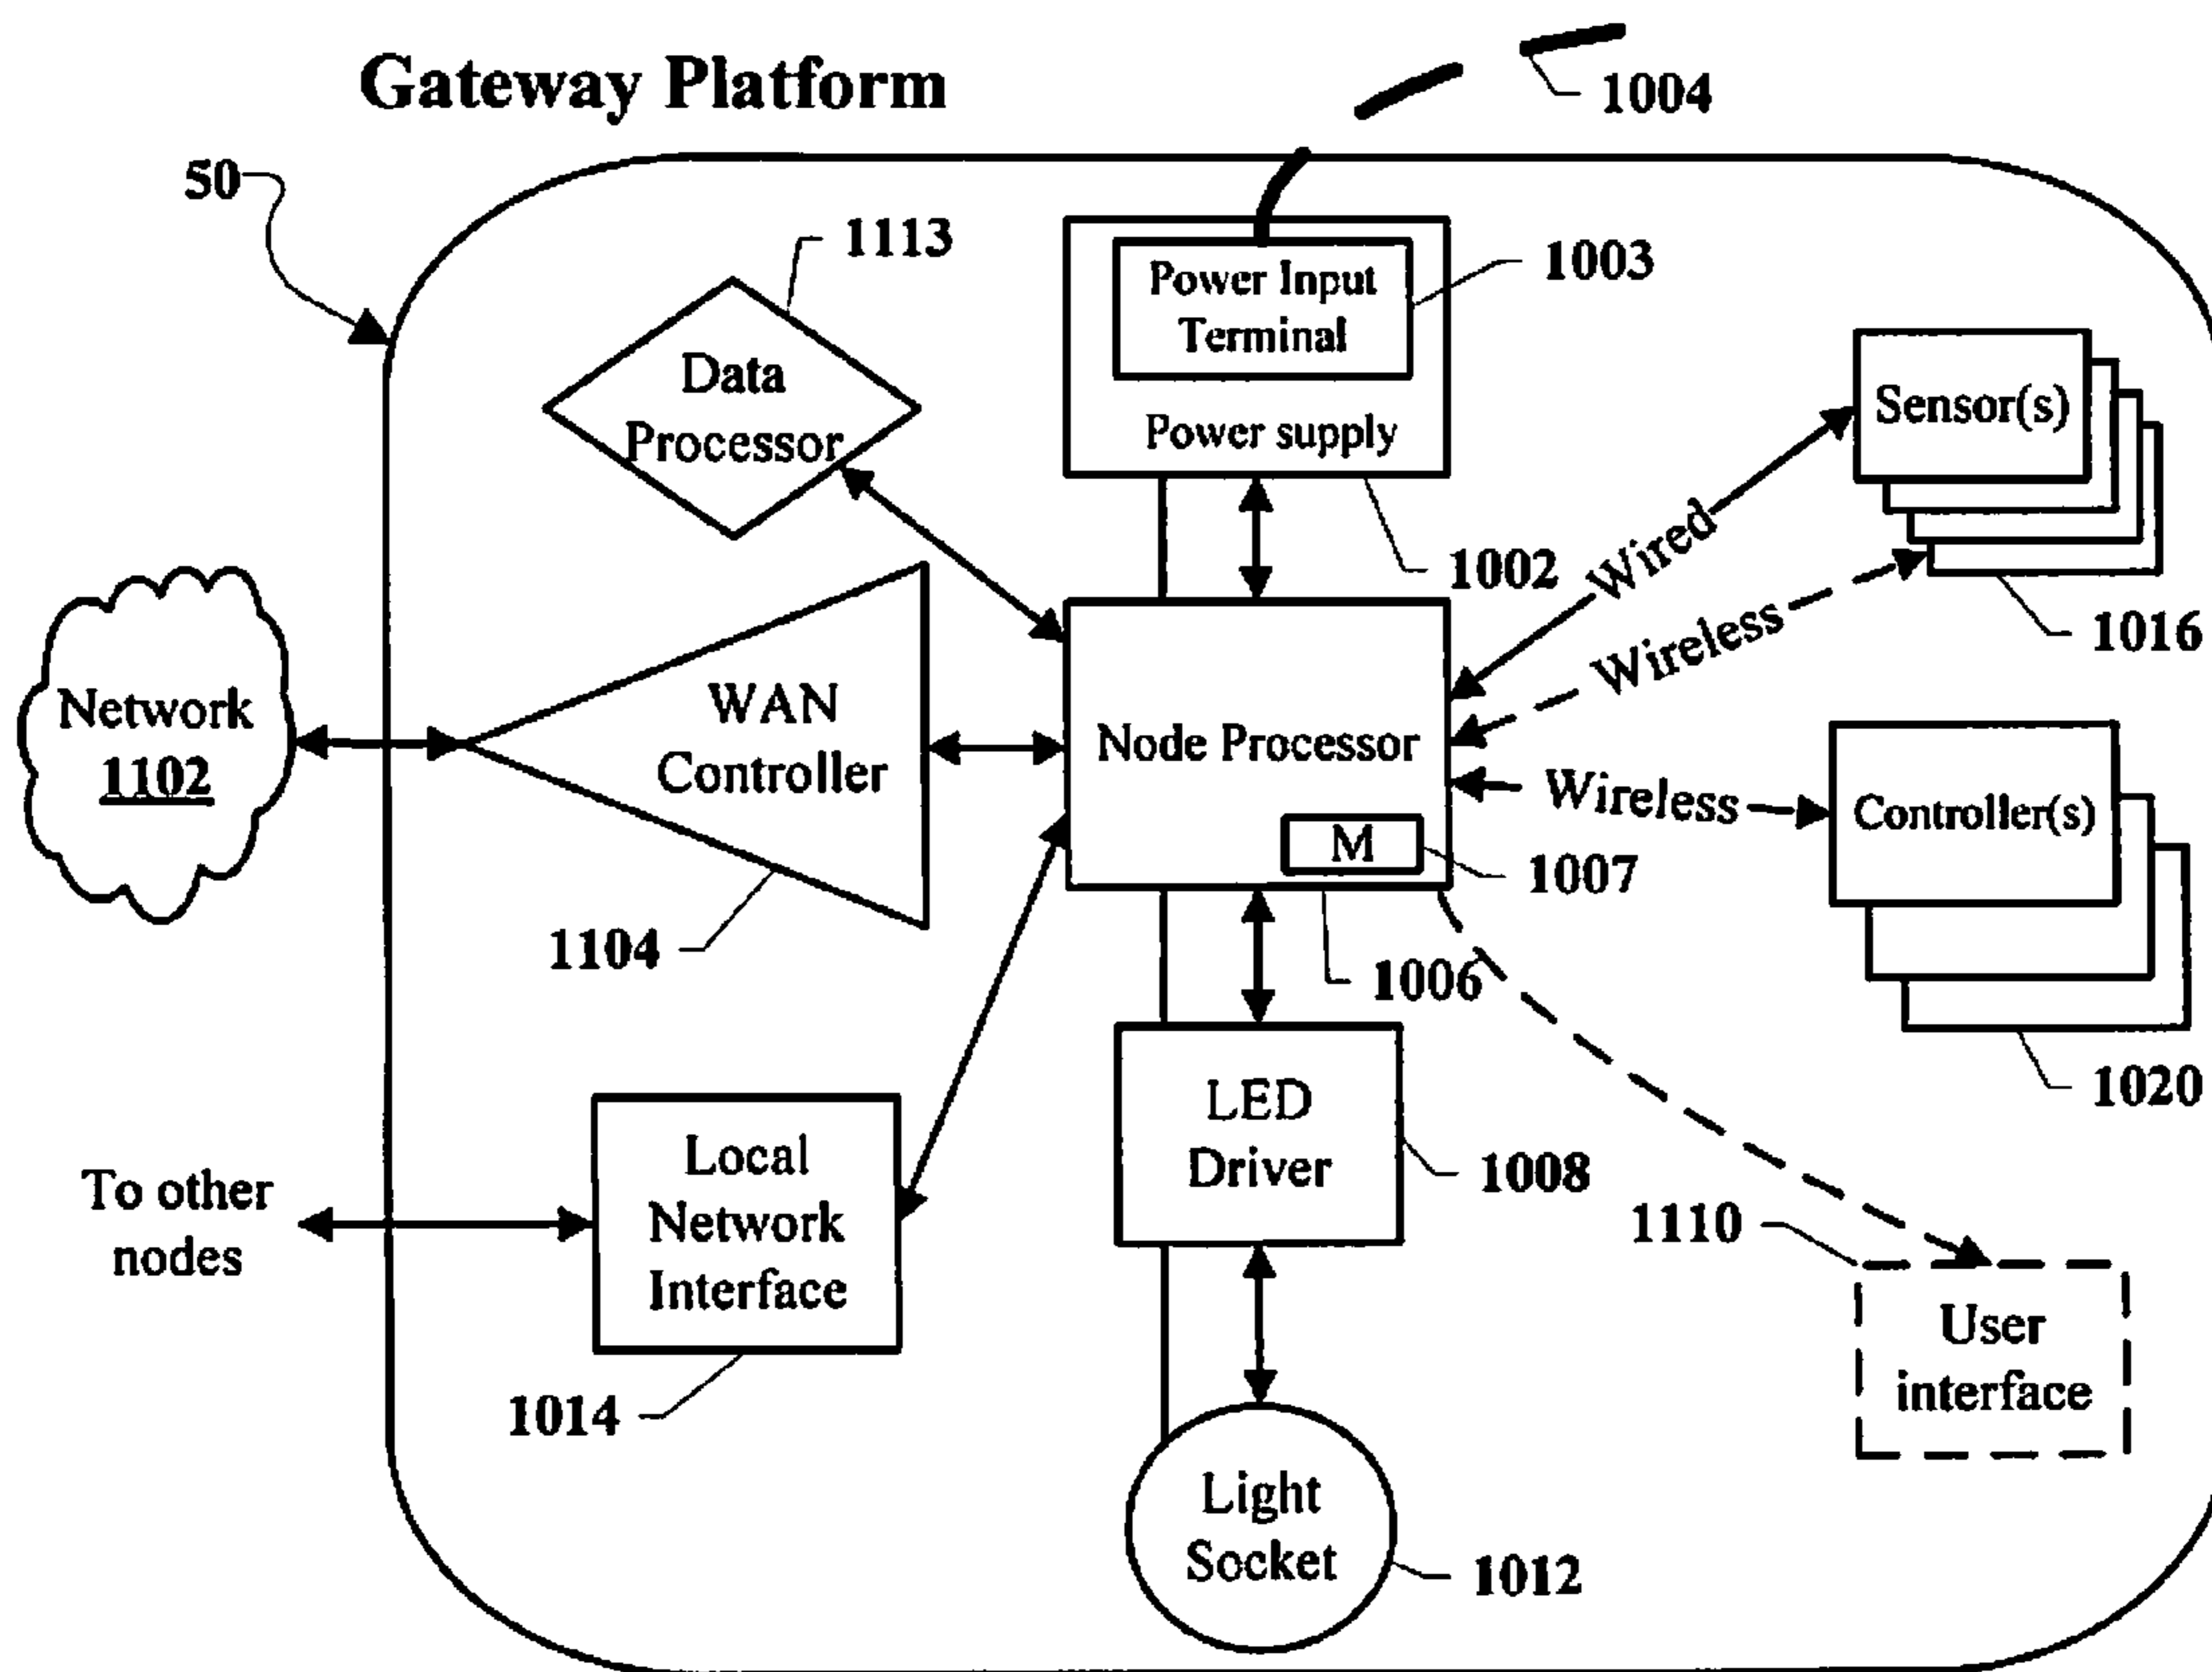 Gateway Platform
1004
50
1113
1003
Power Input
Terminal
Power supply
Data
Processor
Sensor(s)
Wired
1002
Wireless
1016
Network
1102
WAN
Controller
Node Processor
M
1007
Wireless
Controller(s)
1104
1006
1020
LED
Driver
1008
Local
Network
Interface
To other
nodes
1110
User
interface
1014
Light
Socket
1012